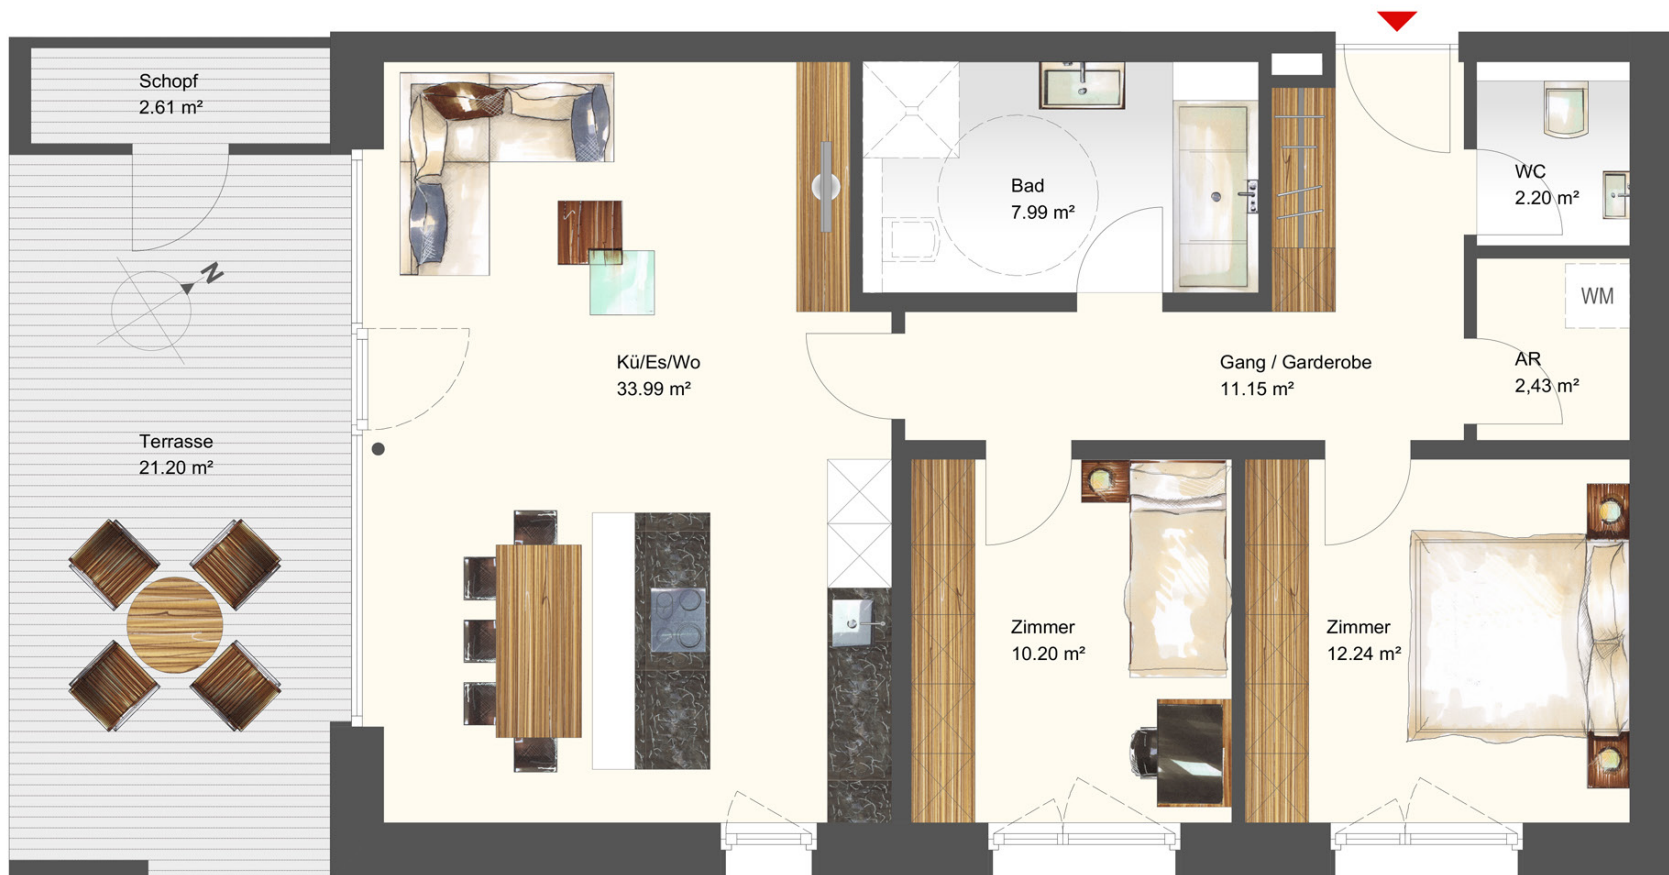 Schopf
2.61 m²
Bad
7.99 m²
WC
2.20 m²
N
WM
Kü/Es/Wo
33.99 m²
Gang / Garderobe
11.15 m²
AR
2,43 m²
Terrasse
21.20 m²
Zimmer
10.20 m²
Zimmer
12.24 m²